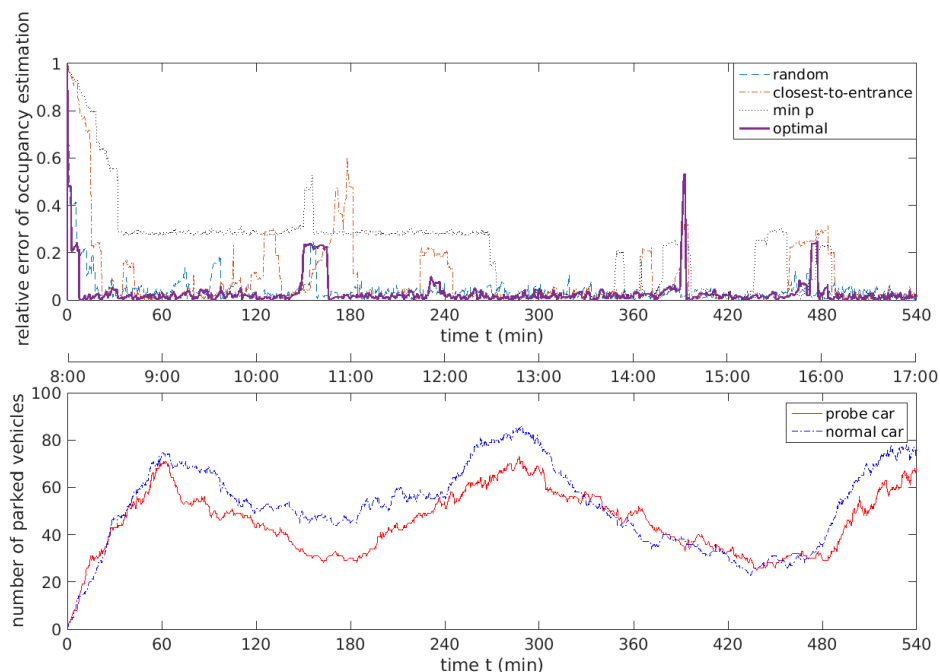 relative error of occupancy estimation
1
0.8
0.6
0.4
0.2
0
random
closest-to-entrance
min p
optimal
0 60 120 180 240 300 360 420 480 540
time t (min)
8:00 9:00 10:00 11:00 12:00 13:00 14:00 15:00 16:00 17:00
number of parked vehicles
100
80
60
40
20
0
probe car
normal car
0 60 120 180 240 300 360 420 480 540
time t (min)